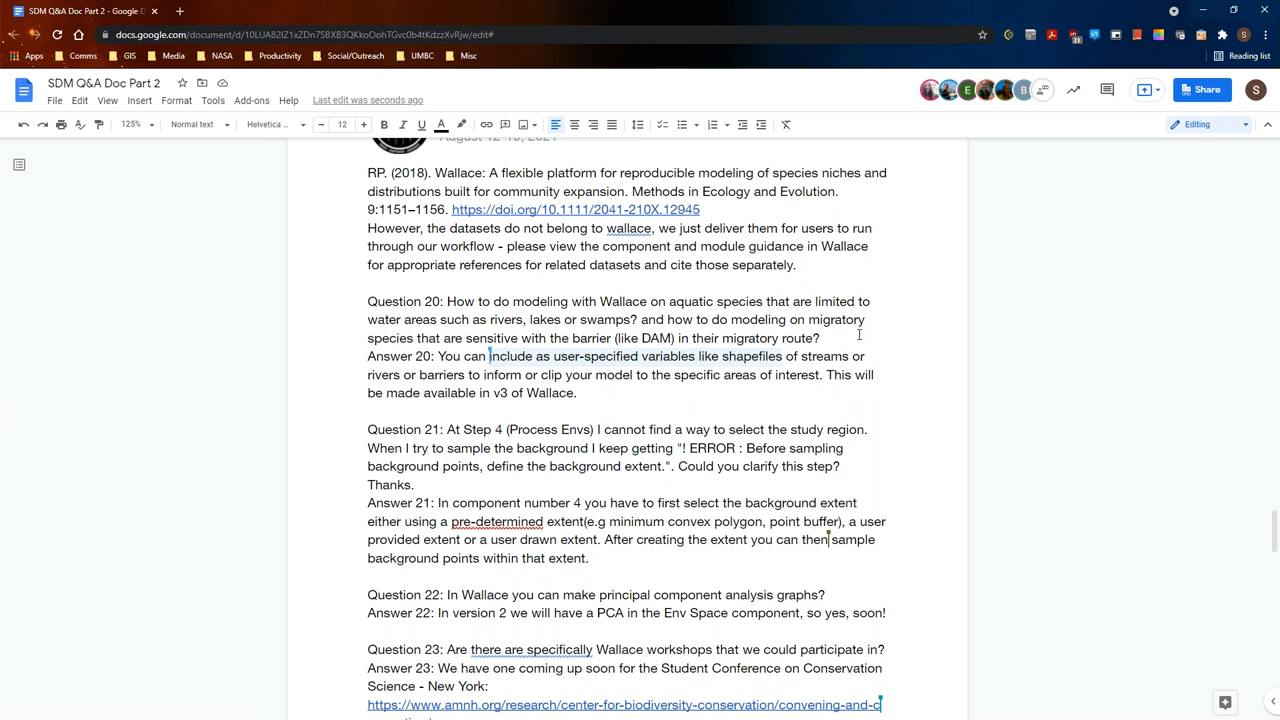 SDM Q&A Doc Part 2 - Google D
docs.google.com/document/d/10LUA82IZ1xZDn7SBX83QKkoOohTGvc0b4tKdzzXvRjw/edit#
Apps Comms GIS Media NASA Productivity Social/Outreach UMBC Misc Reading list
SDM Q&A Doc Part 2
File Edit View Insert Format Tools Add-ons Help Last edit was seconds ago
Share
125% Normal text Helvetica ... 12 Editing
RP. (2018). Wallace: A flexible platform for reproducible modeling of species niches and
distributions built for community expansion. Methods in Ecology and Evolution.
9:1151–1156. https://doi.org/10.1111/2041-210X.12945
However, the datasets do not belong to wallace, we just deliver them for users to run
through our workflow - please view the component and module guidance in Wallace
for appropriate references for related datasets and cite those separately.
Question 20: How to do modeling with Wallace on aquatic species that are limited to
water areas such as rivers, lakes or swamps? and how to do modeling on migratory
species that are sensitive with the barrier (like DAM) in their migratory route?
Answer 20: You can include as user-specified variables like shapefiles of streams or
rivers or barriers to inform or clip your model to the specific areas of interest. This will
be made available in v3 of Wallace.
Question 21: At Step 4 (Process Envs) I cannot find a way to select the study region.
When I try to sample the background I keep getting "! ERROR : Before sampling
background points, define the background extent.". Could you clarify this step?
Thanks.
Answer 21: In component number 4 you have to first select the background extent
either using a pre-determined extent(e.g minimum convex polygon, point buffer), a user
provided extent or a user drawn extent. After creating the extent you can then sample
background points within that extent.
Question 22: In Wallace you can make principal component analysis graphs?
Answer 22: In version 2 we will have a PCA in the Env Space component, so yes, soon!
Question 23: Are there are specifically Wallace workshops that we could participate in?
Answer 23: We have one coming up soon for the Student Conference on Conservation
Science - New York:
https://www.amnh.org/research/center-for-biodiversity-conservation/convening-and-c